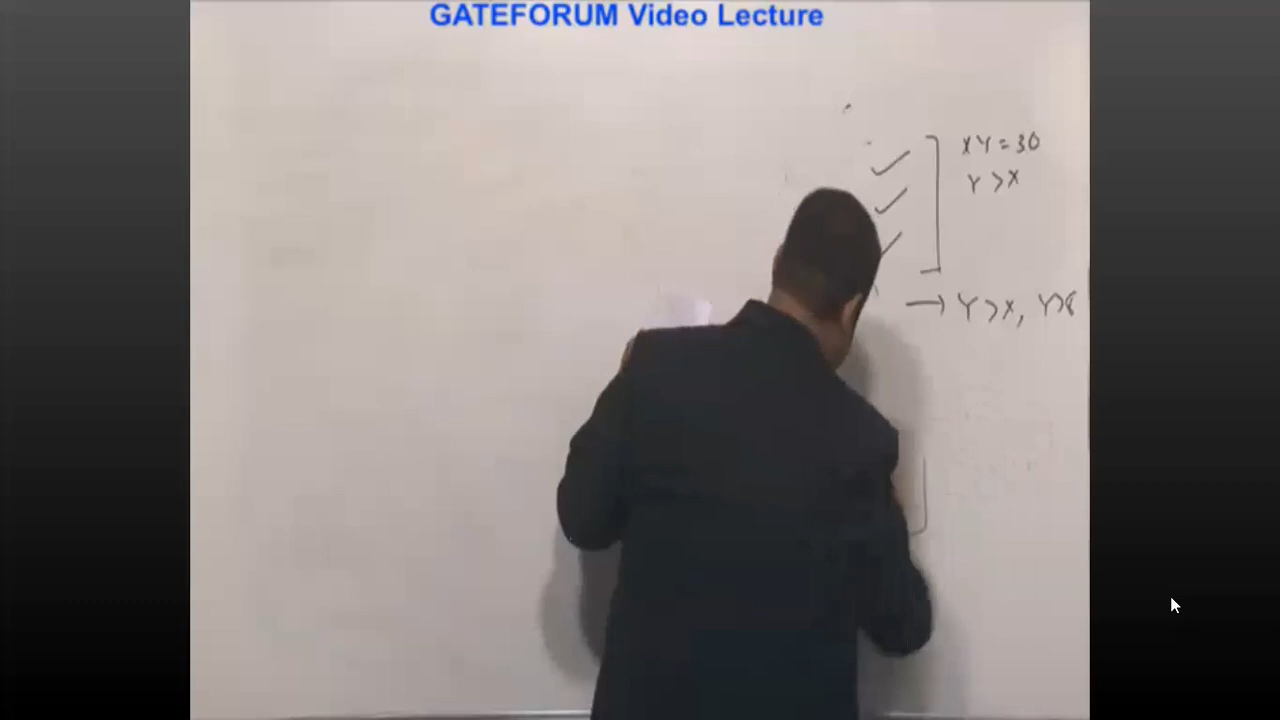 GATEFORUM Video Lecture
XY = 30
Y > X
→ Y > X, Y > 8